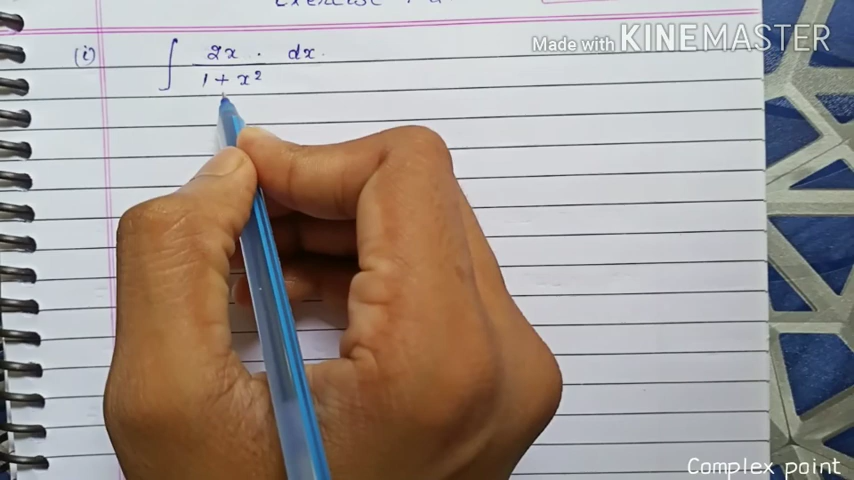 Made with KINEMASTER
(i) ∫ 2x . dx.
1 + x²
Complex point